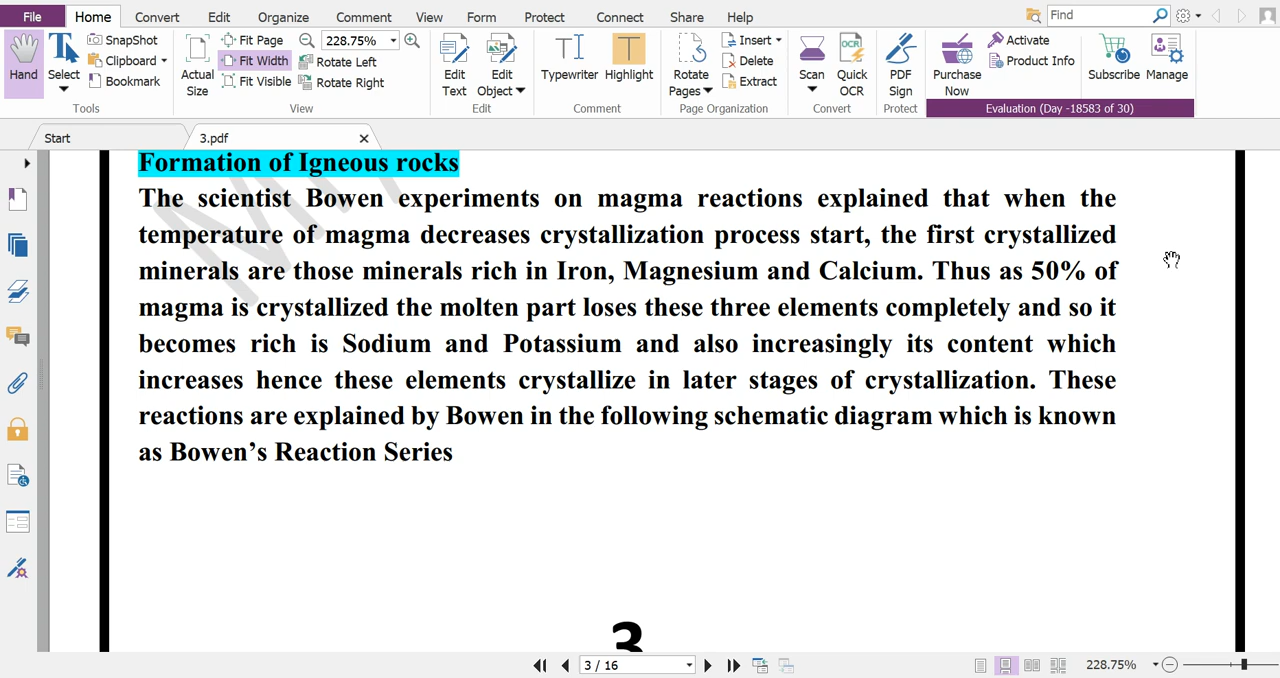 File Home Convert Edit Organize Comment View Form Protect Connect Share Help Find
Hand Select SnapShot Clipboard Bookmark Tools
Actual Size Fit Page Fit Width Fit Visible 228.75% Rotate Left Rotate Right View
Edit Text Edit Object Edit
Typewriter Highlight Comment
Rotate Pages Insert Delete Extract Page Organization
Scan Quick OCR Convert
PDF Sign Protect
Purchase Now Activate Product Info Subscribe Manage
Evaluation (Day -18583 of 30)
Start 3.pdf
Formation of Igneous rocks
The scientist Bowen experiments on magma reactions explained that when the
temperature of magma decreases crystallization process start, the first crystallized
minerals are those minerals rich in Iron, Magnesium and Calcium. Thus as 50% of
magma is crystallized the molten part loses these three elements completely and so it
becomes rich is Sodium and Potassium and also increasingly its content which
increases hence these elements crystallize in later stages of crystallization. These
reactions are explained by Bowen in the following schematic diagram which is known
as Bowen’s Reaction Series
3
3 / 16 228.75%